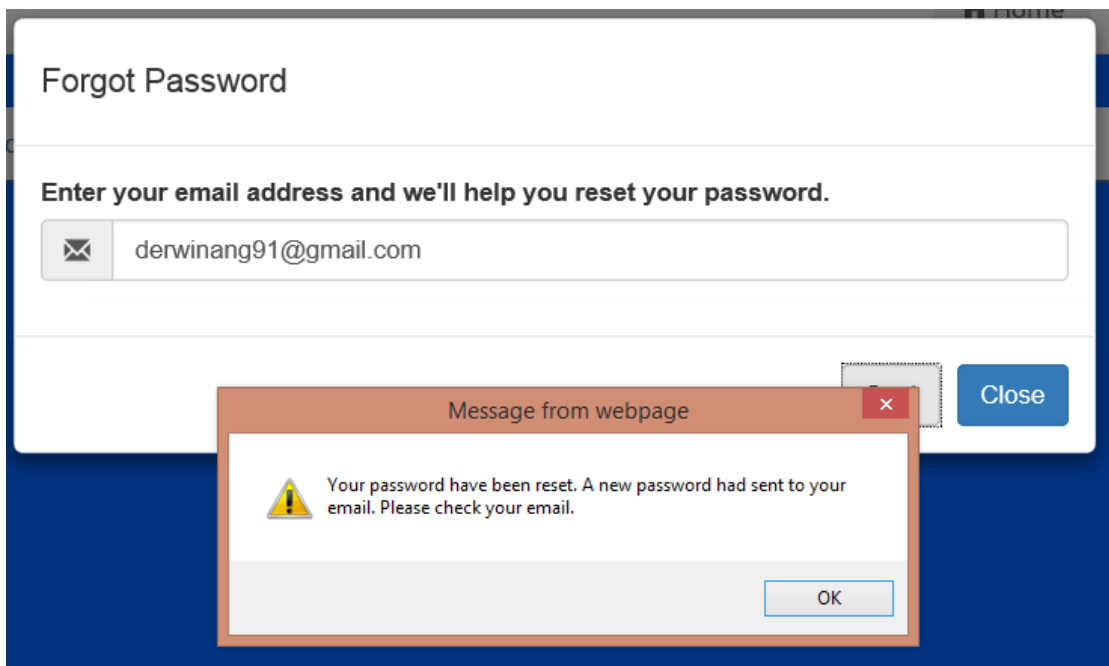 Home
Forgot Password
Enter your email address and we'll help you reset your password.
derwinang91@gmail.com
Close
Message from webpage
Your password have been reset. A new password had sent to your
email. Please check your email.
OK